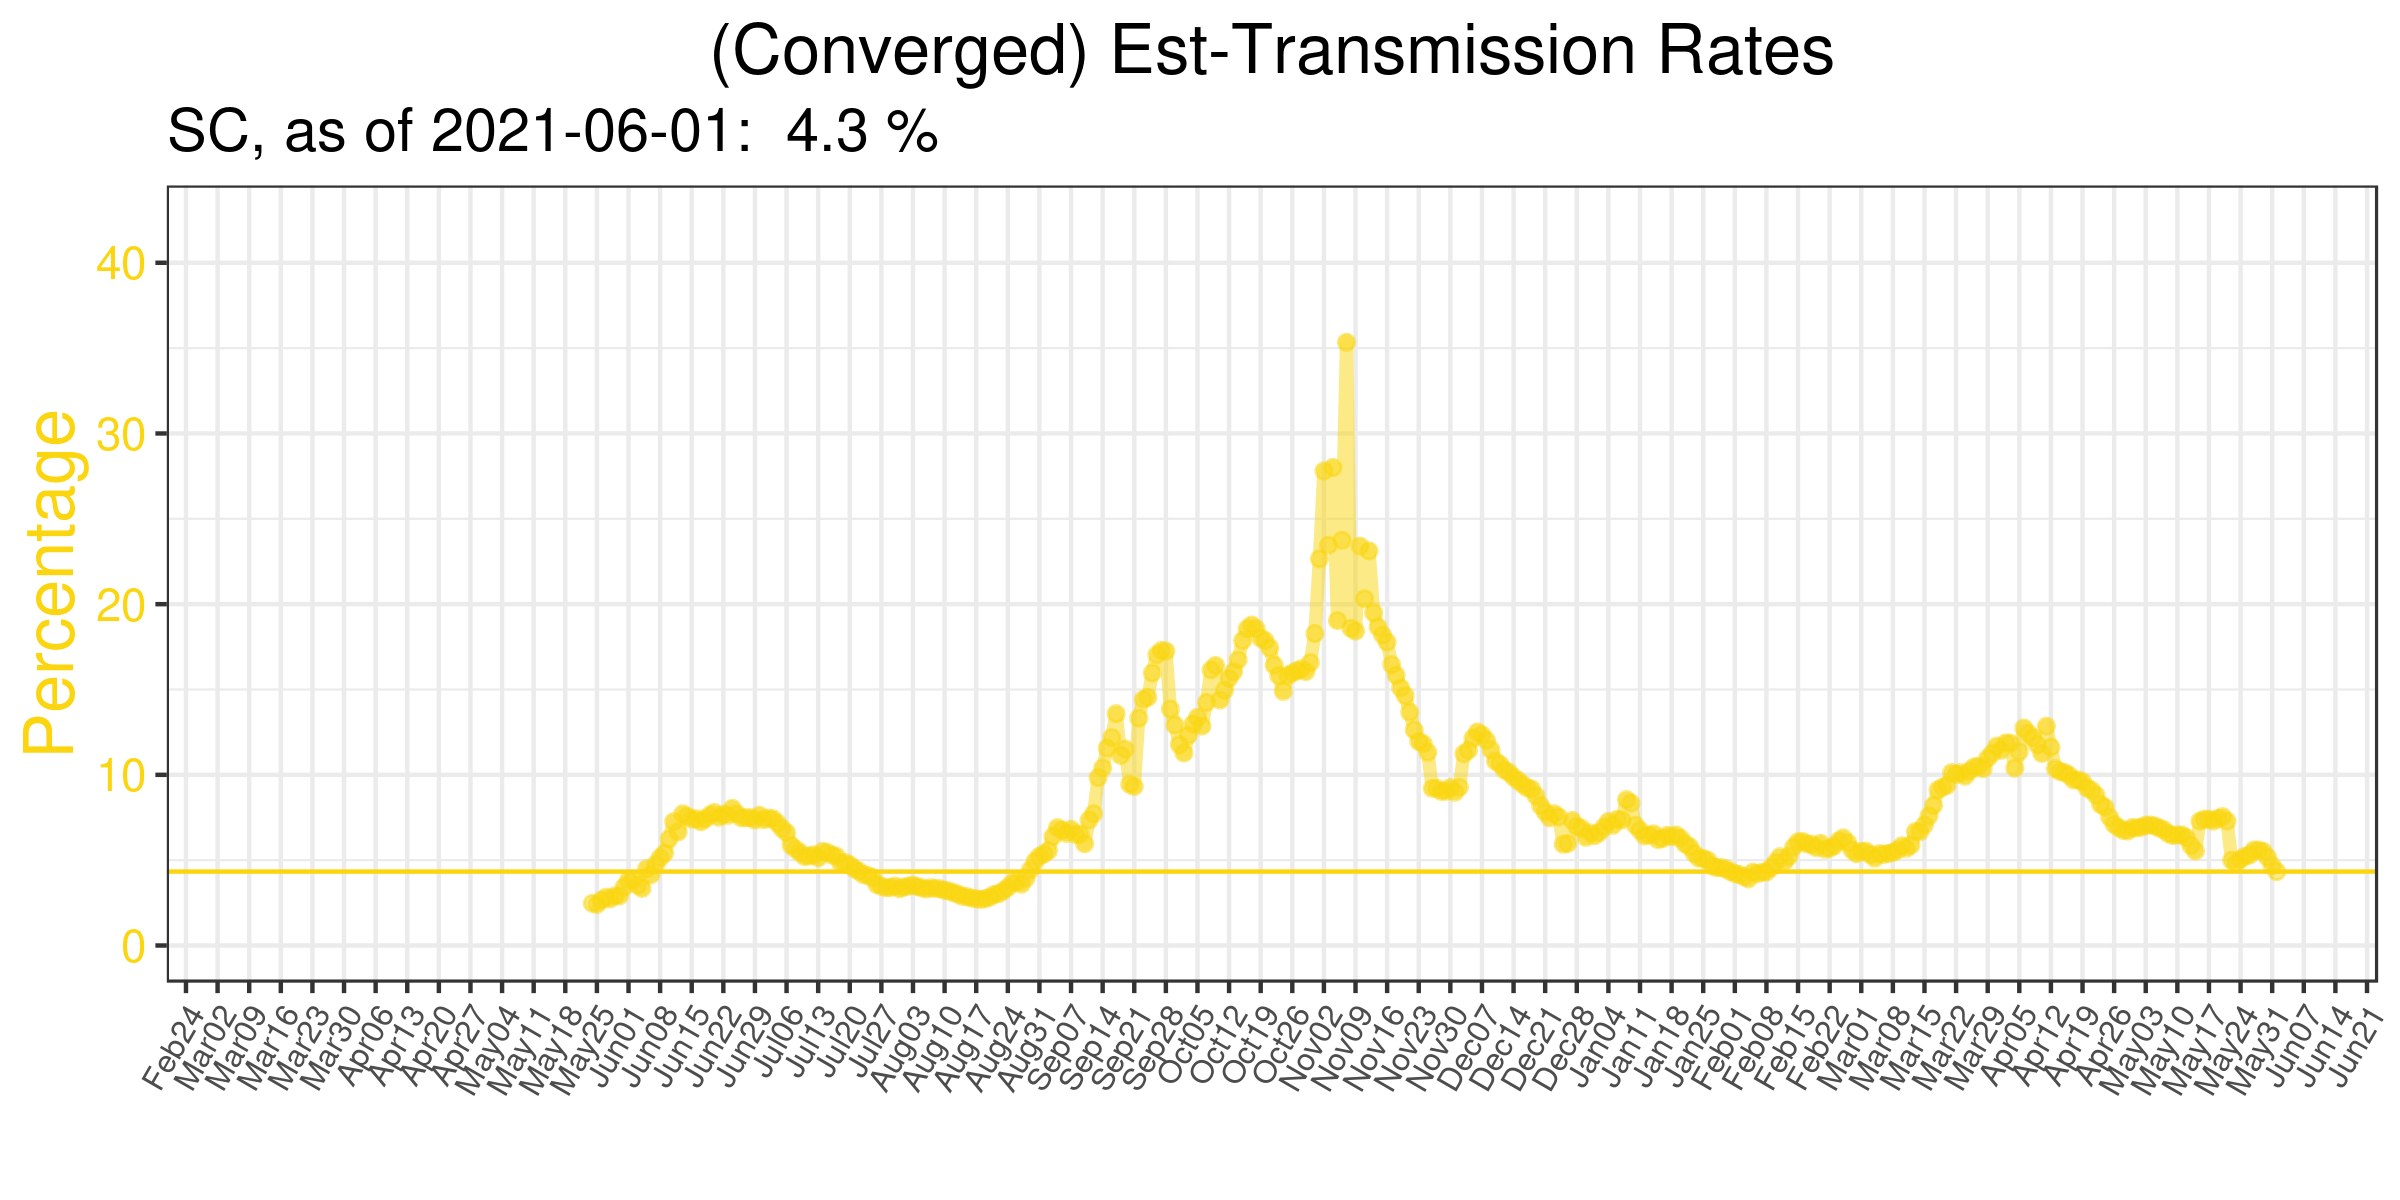 (Converged) Est-Transmission Rates
SC, as of 2021-06-01:  4.3 %
Percentage
40
30
20
10
0
Feb24
Mar02
Mar09
Mar16
Mar23
Mar30
Apr06
Apr13
Apr20
Apr27
May04
May11
May18
May25
Jun01
Jun08
Jun15
Jun22
Jun29
Jul06
Jul13
Jul20
Jul27
Aug03
Aug10
Aug17
Aug24
Aug31
Sep07
Sep14
Sep21
Sep28
Oct05
Oct12
Oct19
Oct26
Nov02
Nov09
Nov16
Nov23
Nov30
Dec07
Dec14
Dec21
Dec28
Jan04
Jan11
Jan18
Jan25
Feb01
Feb08
Feb15
Feb22
Mar01
Mar08
Mar15
Mar22
Mar29
Apr05
Apr12
Apr19
Apr26
May03
May10
May17
May24
May31
Jun07
Jun14
Jun21